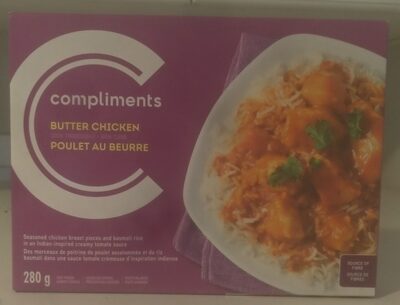 compliments
BUTTER CHICKEN
POULET AU BEURRE
Seasoned chicken breast pieces and basmati rice
in an Indian-inspired creamy tomato sauce
Des morceaux de poitrine de poulet assaisonnés et du riz
basmati dans une sauce tomate crémeuse d'inspiration indienne
280 g
SOURCE OF
FIBRE
SOURCE DE
FIBRES